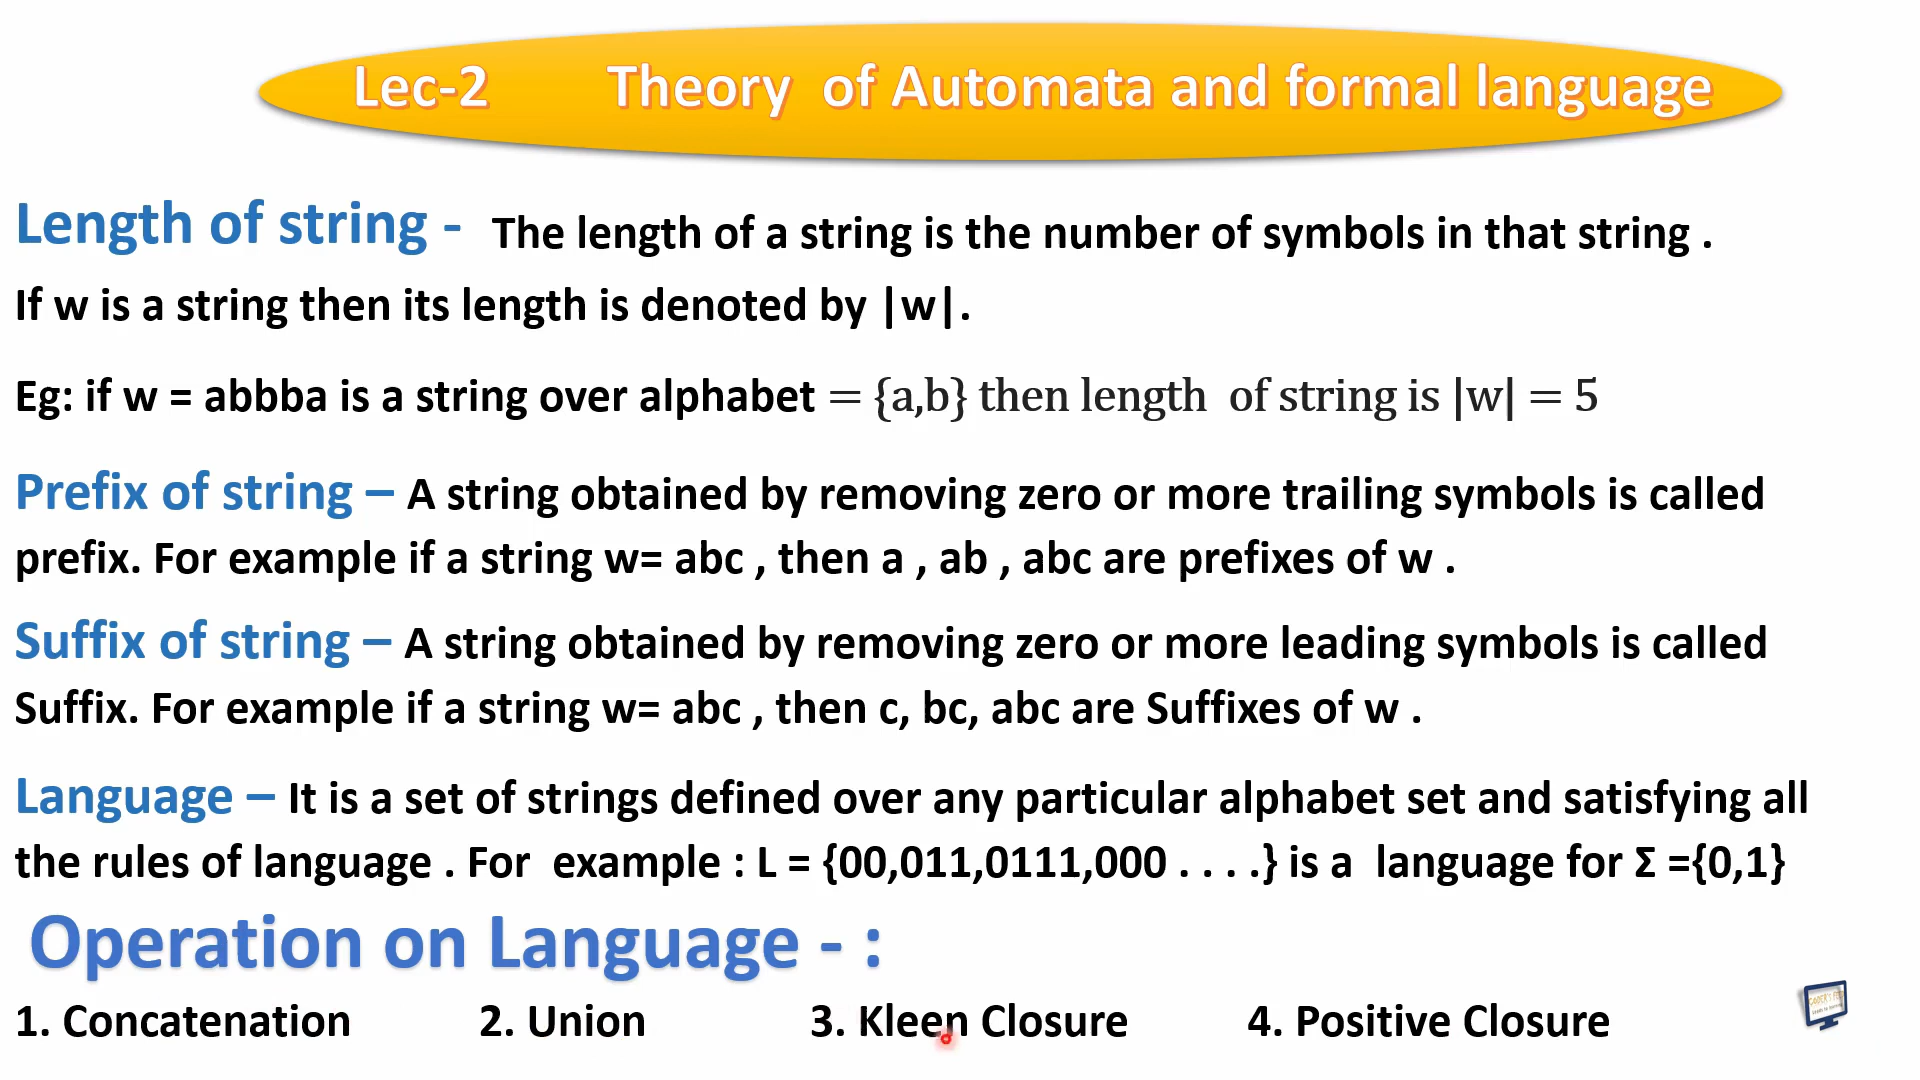 Lec-2 Theory of Automata and formal language
Length of string - The length of a string is the number of symbols in that string .
If w is a string then its length is denoted by |w|.
Eg: if w = abbba is a string over alphabet = {a,b} then length of string is |w| = 5
Prefix of string – A string obtained by removing zero or more trailing symbols is called
prefix. For example if a string w= abc , then a , ab , abc are prefixes of w .
Suffix of string – A string obtained by removing zero or more leading symbols is called
Suffix. For example if a string w= abc , then c, bc, abc are Suffixes of w .
Language – It is a set of strings defined over any particular alphabet set and satisfying all
the rules of language . For example : L = {00,011,0111,000 . . . .} is a language for Σ ={0,1}
Operation on Language - :
1. Concatenation 2. Union 3. Kleen Closure 4. Positive Closure